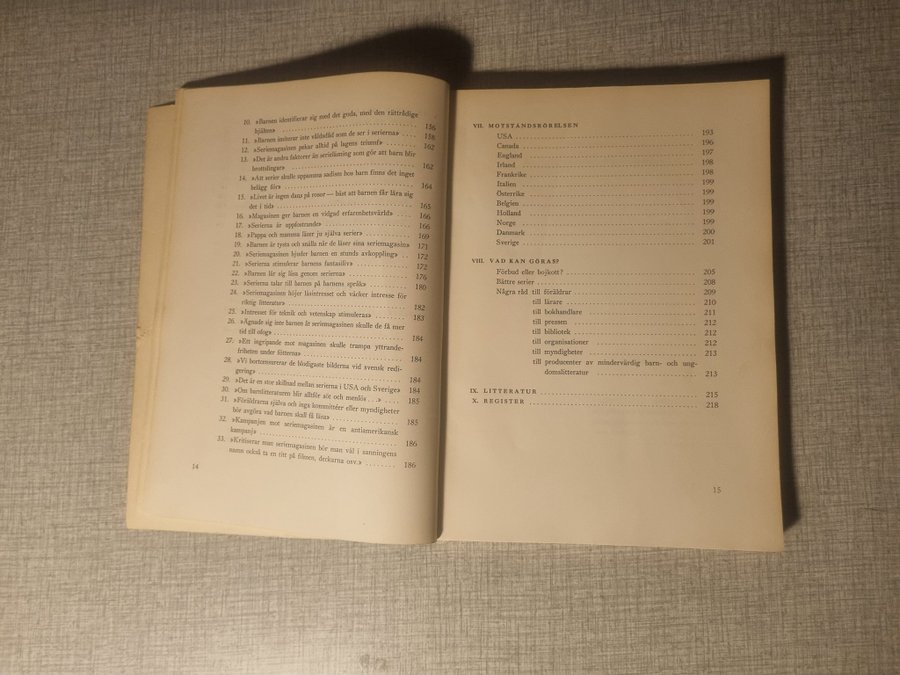 10. »Barnen identifierar sig med det goda, med den rättrådige
hjälten» 156
11. »Barnen imiterar inte våldsdåd som de ser i serierna» 158
12. »Seriemagasinen pekar alltid på lagens triumf» 162
13. »Det är andra faktorer än serieläsning som gör att barn blir
brottslingar» 162
14. »Att serier skulle uppamma sadism hos barn finns det inget
belägg för» 164
15. »Livet är ingen dans på rosor — bäst att barnen får lära sig
det i tid» 165
16. »Magasinen ger barnen en vidgad erfarenhetsvärld» 166
17. »Serierna är uppfostrande» 166
18. »Pappa och mamma läser ju själva serier» 169
19. »Barnen är tysta och snälla när de läser sina seriemagasin» 171
20. »Seriemagasinen bjuder barnen en stunds avkoppling» 172
21. »Serierna stimulerar barnens fantasiliv» 172
22. »Barnen lär sig läsa genom serierna» 176
23. »Serierna talar till barnen på barnens språk» 180
24. »Seriemagasinen höjer läsintresset och väcker intresse för
riktig litteratur» 182
25. »Intresset för teknik och vetenskap stimuleras» 183
26. »Ägnade sig inte barnen åt seriemagasinen skulle de få mer
tid till ofog» 184
27. »Ett ingripande mot magasinen skulle trampa yttrande-
friheten under fötterna» 184
28. »Vi bortcensurerar de blodigaste bilderna vid svensk redi-
gering» 184
29. »Det är en stor skillnad mellan serierna i USA och Sverige» 184
30. »Om barnlitteraturen blir alltför söt och menlös . . .» 185
31. »Föräldrarna själva och inga kommittéer eller myndigheter
bör avgöra vad barnen skall få läsa» 185
32. »Kampanjen mot seriemagasinen är en antiamerikansk
kampanj» 186
33. »Kritiserar man seriemagasinen bör man väl i sanningens
namn också ta en titt på filmen, deckarna osv.» 186
14
VII. MOTSTÅNDSRÖRELSEN
USA 193
Canada 196
England 197
Irland 198
Frankrike 198
Italien 199
Österrike 199
Belgien 199
Holland 199
Norge 199
Danmark 200
Sverige 201
VIII. VAD KAN GÖRAS?
Förbud eller bojkott? 205
Bättre serier 208
Några råd till föräldrar 209
till lärare 210
till bokhandlare 211
till pressen 212
till bibliotek 212
till organisationer 212
till myndigheter 213
till producenter av mindervärdig barn- och ung-
domslitteratur 213
IX. LITTERATUR 215
X. REGISTER 218
15